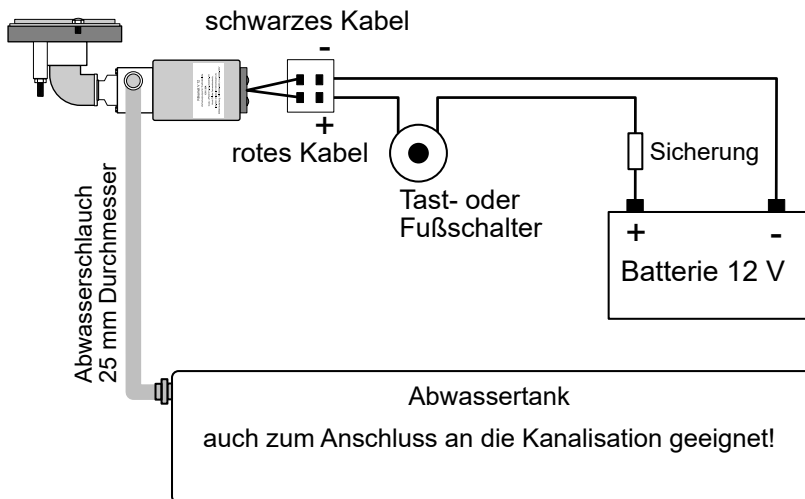 schwarzes Kabel
-
+
rotes Kabel
Tast- oder
Fußschalter
Sicherung
+ -
Batterie 12 V
Abwasserschlauch
25 mm Durchmesser
Abwassertank
auch zum Anschluss an die Kanalisation geeignet!